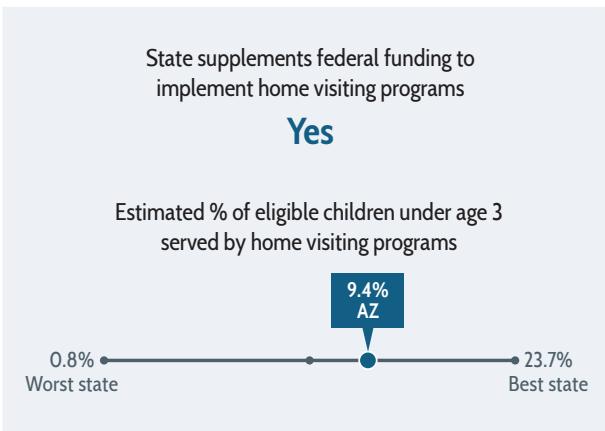 State supplements federal funding to
implement home visiting programs
Yes
Estimated % of eligible children under age 3
served by home visiting programs
9.4%
AZ
0.8%
Worst state
23.7%
Best state